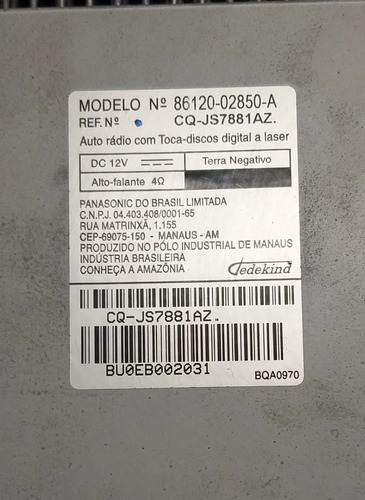 MODELO Nº 86120-02850-A
REF. Nº CQ-JS7881AZ.
Auto rádio com Toca-discos digital a laser
DC 12V Terra Negativo
Alto-falante 4Ω
PANASONIC DO BRASIL LIMITADA
C.N.P.J. 04.403.408/0001-65
RUA MATRINXÃ, 1.155
CEP-69075-150 - MANAUS - AM
PRODUZIDO NO PÓLO INDUSTRIAL DE MANAUS
INDÚSTRIA BRASILEIRA
CONHEÇA A AMAZÔNIA
Jedekind
CQ-JS7881AZ.
BU0EB002031
BQA0970